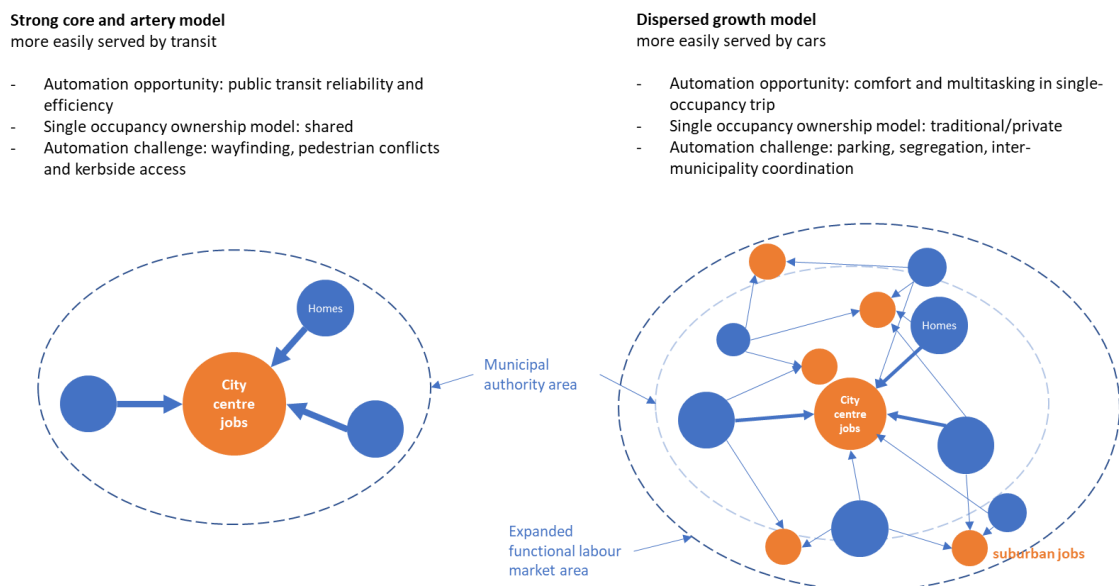 Strong core and artery model
more easily served by transit
- Automation opportunity: public transit reliability and
efficiency
- Single occupancy ownership model: shared
- Automation challenge: wayfinding, pedestrian conflicts
and kerbside access
Dispersed growth model
more easily served by cars
- Automation opportunity: comfort and multitasking in single-
occupancy trip
- Single occupancy ownership model: traditional/private
- Automation challenge: parking, segregation, inter-
municipality coordination
Homes
City
centre
jobs
Municipal
authority area
Homes
City
centre
jobs
Expanded
functional labour
market area
suburban jobs